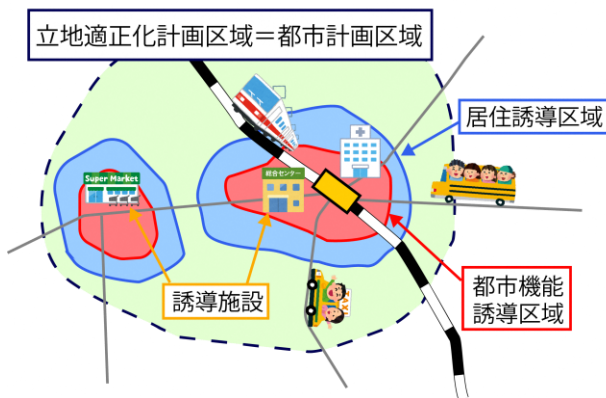 立地適正化計画区域＝都市計画区域
居住誘導区域
Super Market
総合センター
誘導施設
都市機能
誘導区域